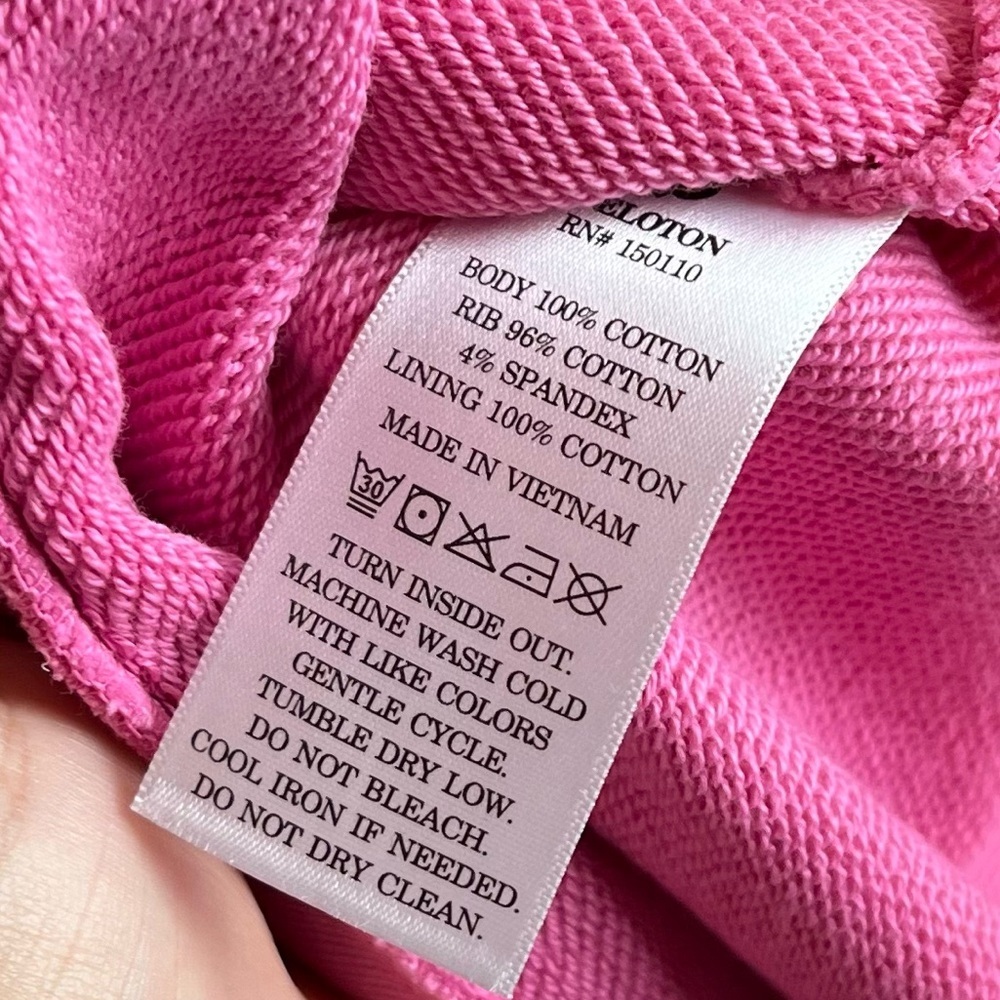 ELOTON
RN# 150110
BODY 100% COTTON
RIB 96% COTTON
4% SPANDEX
LINING 100% COTTON
MADE IN VIETNAM
30
TURN INSIDE OUT.
MACHINE WASH COLD
WITH LIKE COLORS
GENTLE CYCLE.
TUMBLE DRY LOW.
DO NOT BLEACH.
COOL IRON IF NEEDED.
DO NOT DRY CLEAN.